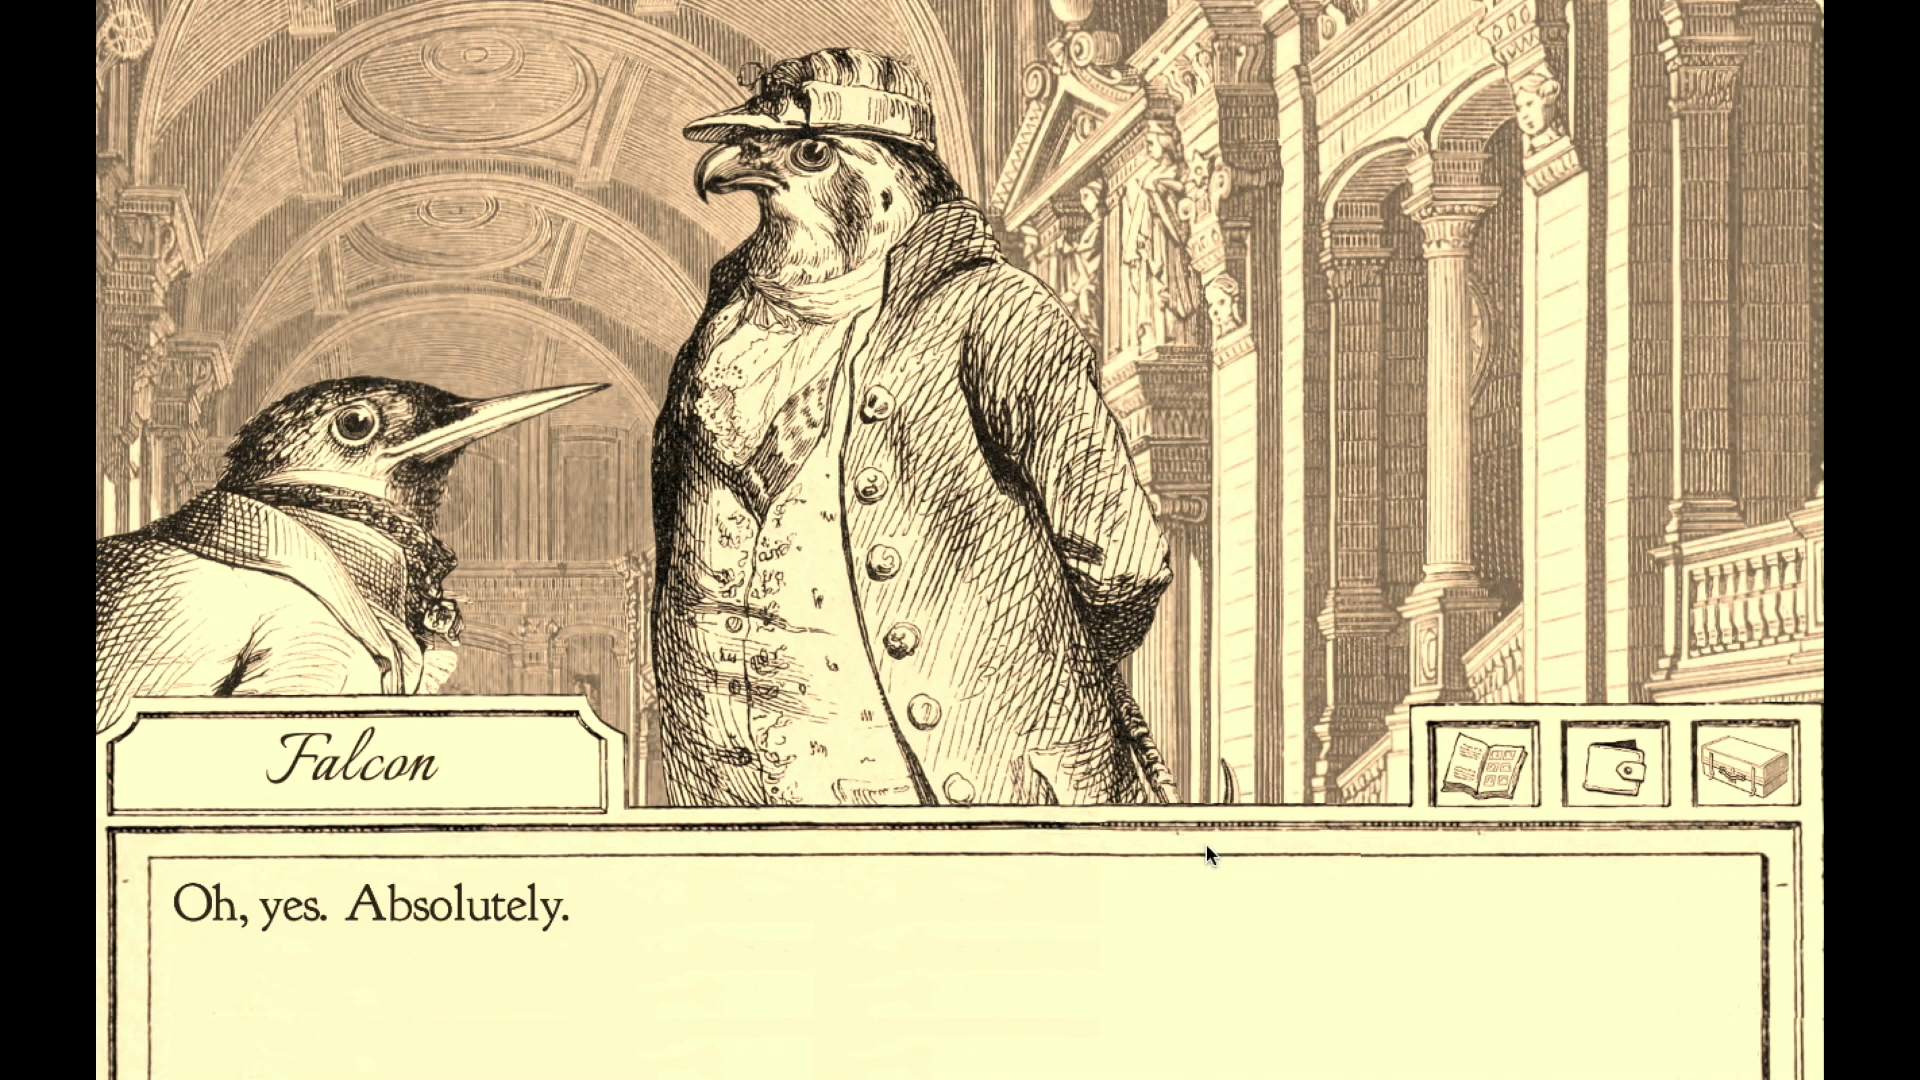 Falcon
Oh, yes. Absolutely.